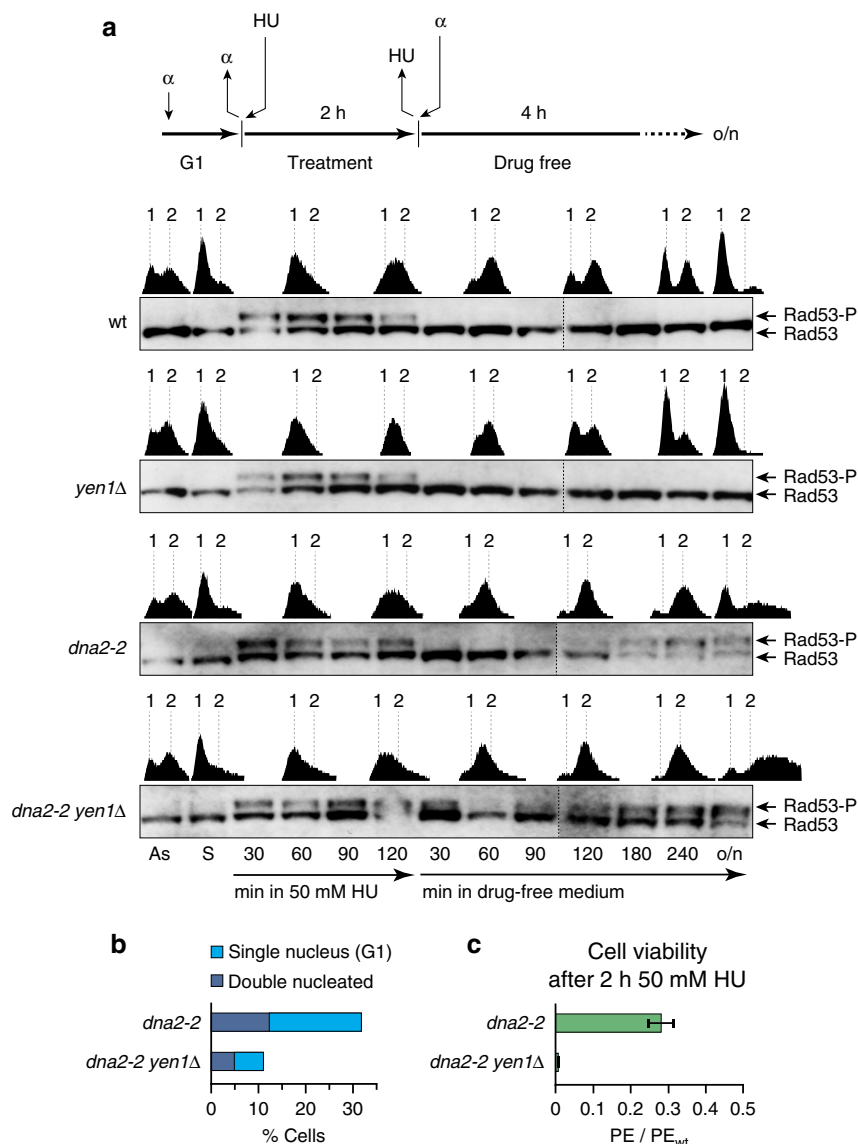 a
HU
α
α
HU
α
2 h
4 h
o/n
G1
Treatment
Drug free
1 2 1 2 1 2 1 2 1 2 1 2 1 2 1 2
wt
Rad53-P
Rad53
1 2 1 2 1 2 1 2 1 2 1 2 1 2 1 2
yen1Δ
Rad53-P
Rad53
1 2 1 2 1 2 1 2 1 2 1 2 1 2 1 2
dna2-2
Rad53-P
Rad53
1 2 1 2 1 2 1 2 1 2 1 2 1 2 1 2
dna2-2 yen1Δ
Rad53-P
Rad53
As S 30 60 90 120 30 60 90 120 180 240 o/n
min in 50 mM HU min in drug-free medium
b
Single nucleus (G1)
Double nucleated
dna2-2
dna2-2 yen1Δ
0 10 20 30
% Cells
c
Cell viability
after 2 h 50 mM HU
dna2-2
dna2-2 yen1Δ
0 0.1 0.2 0.3 0.4 0.5
PE / PEwt